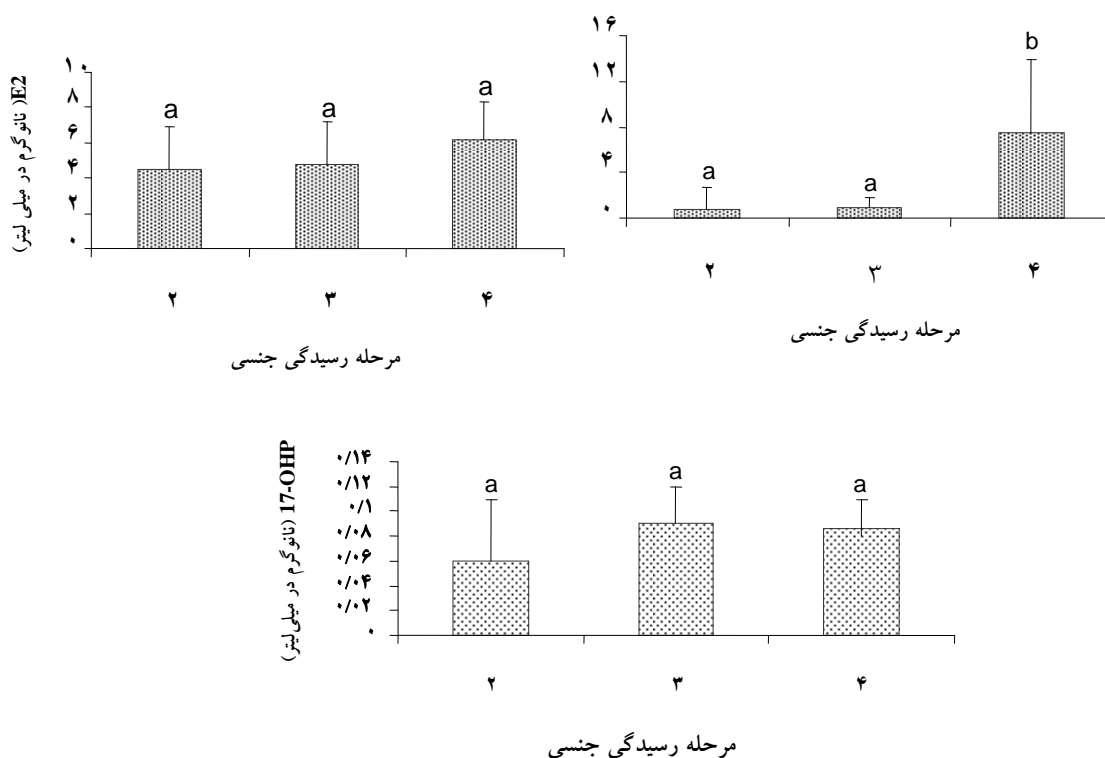 E2( نانوگرم در میلی لیتر)
۱۰
۸
۶
۴
۲
۰
a
a
a
۲
۳
۴
مرحله رسیدگی جنسی
۱۶
۱۲
۸
۴
۰
a
a
b
۲
۳
۴
مرحله رسیدگی جنسی
17-OHP (نانوگرم در میلی‌لیتر)
۰/۱۴
۰/۱۲
۰/۱
۰/۰۸
۰/۰۶
۰/۰۴
۰/۰۲
۰
a
a
a
۲
۳
۴
مرحله رسیدگی جنسی